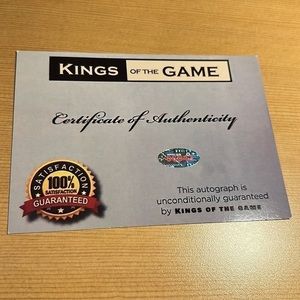 KINGS OF THE GAME
Certificate of Authenticity
SATISFACTION
100%
SATISFACTION
GUARANTEED
This autograph is
unconditionally guaranteed
by KINGS OF THE GAME